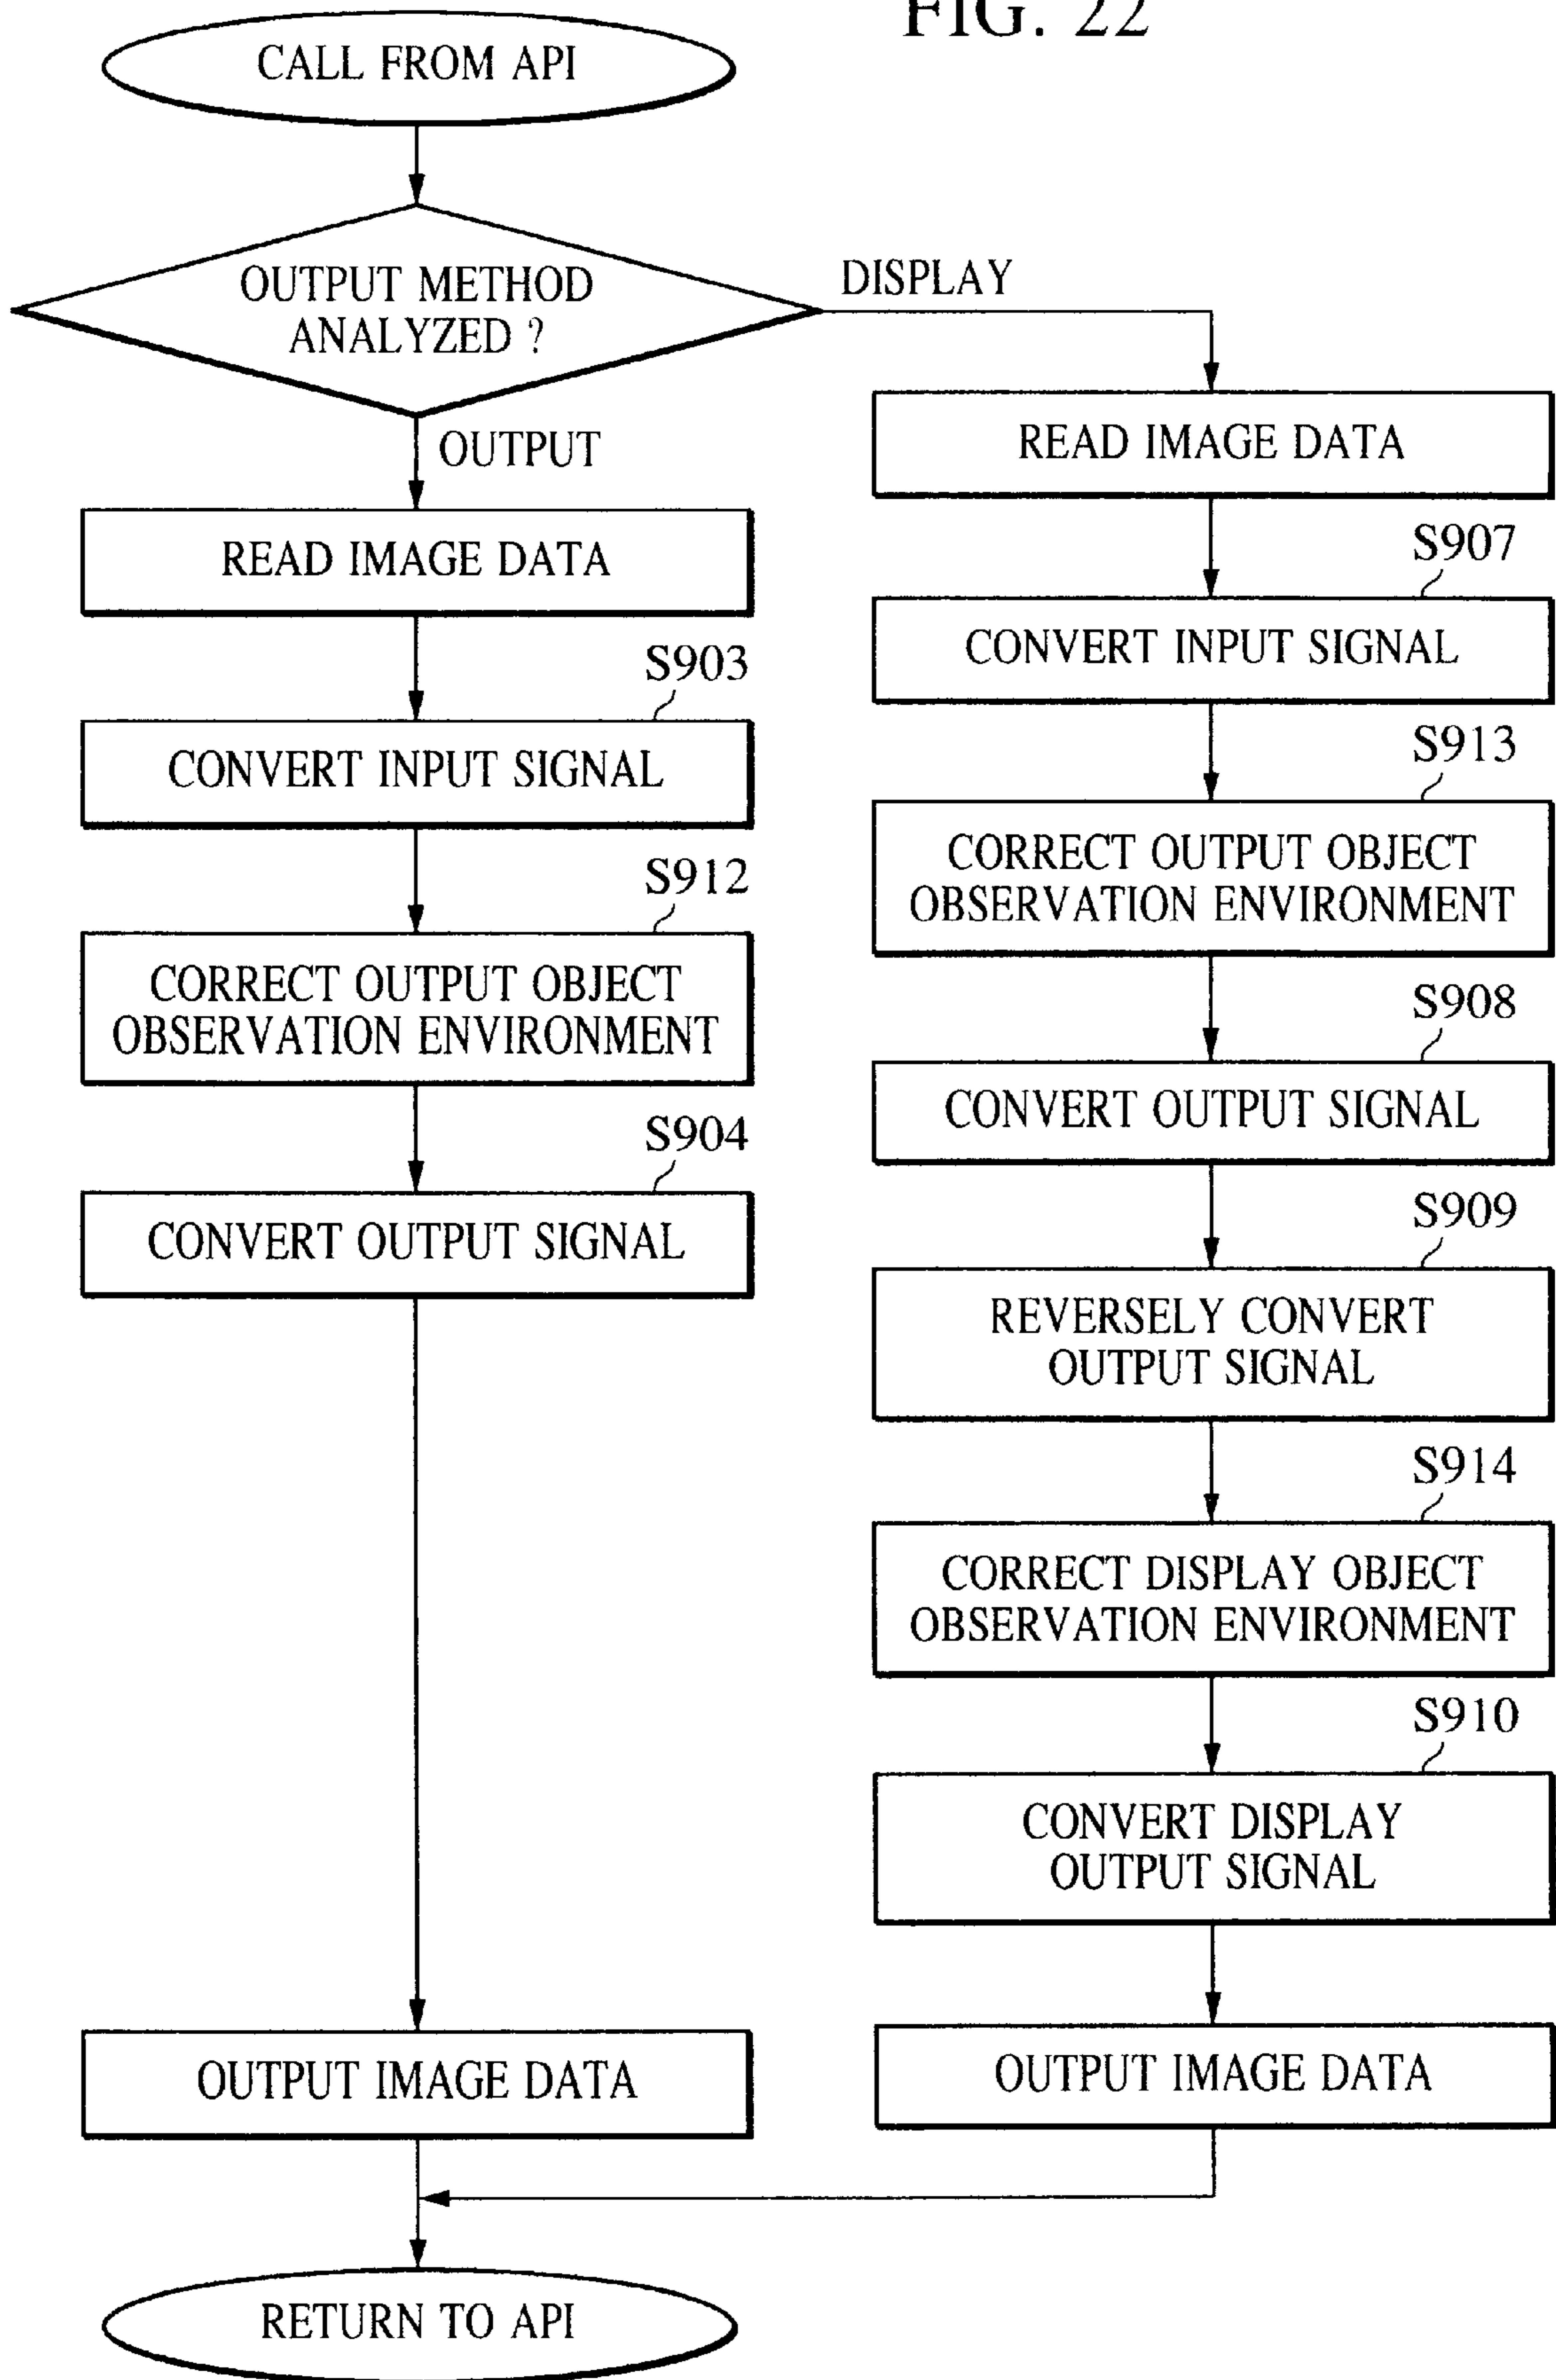 FIG. 22
CALL FROM API
OUTPUT METHOD
ANALYZED ?
DISPLAY
OUTPUT
READ IMAGE DATA
S903
CONVERT INPUT SIGNAL
S912
CORRECT OUTPUT OBJECT
OBSERVATION ENVIRONMENT
S904
CONVERT OUTPUT SIGNAL
OUTPUT IMAGE DATA
READ IMAGE DATA
S907
CONVERT INPUT SIGNAL
S913
CORRECT OUTPUT OBJECT
OBSERVATION ENVIRONMENT
S908
CONVERT OUTPUT SIGNAL
S909
REVERSELY CONVERT
OUTPUT SIGNAL
S914
CORRECT DISPLAY OBJECT
OBSERVATION ENVIRONMENT
S910
CONVERT DISPLAY
OUTPUT SIGNAL
OUTPUT IMAGE DATA
RETURN TO API